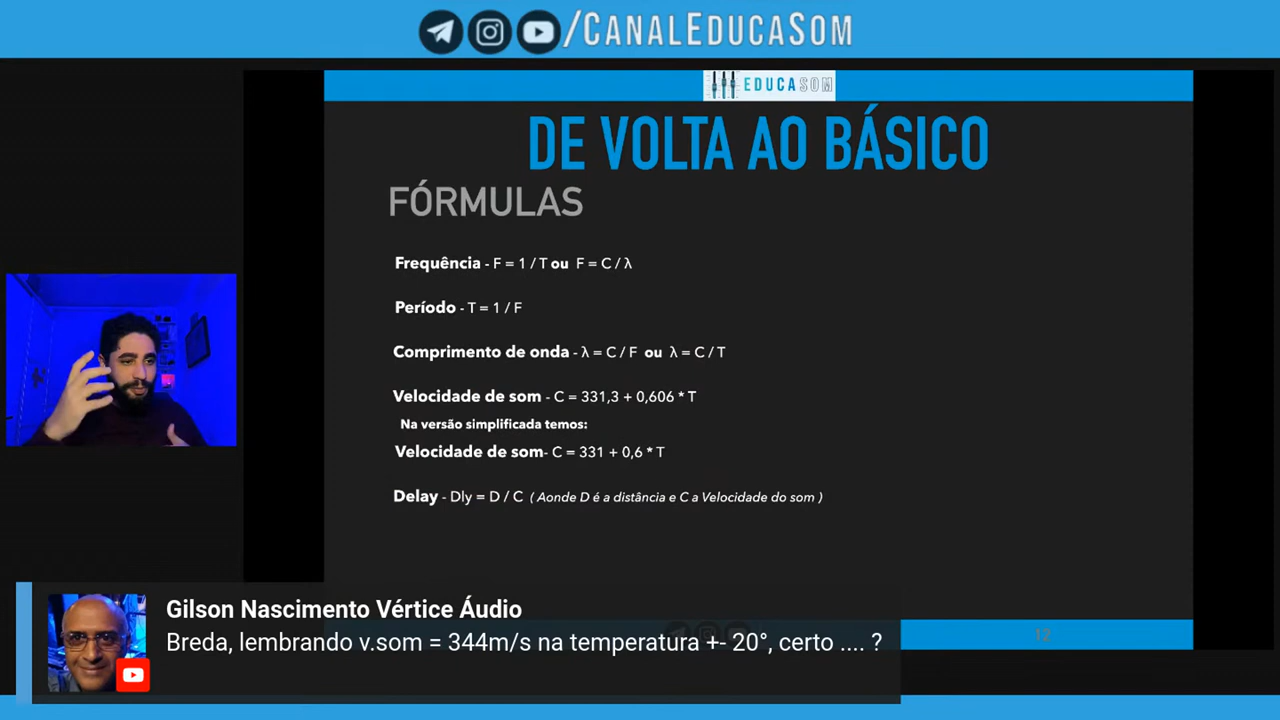 /CANALEDUCASOM
EDUCASOM
DE VOLTA AO BÁSICO
FÓRMULAS
Frequência - F = 1 / T ou F = C / λ
Período - T = 1 / F
Comprimento de onda - λ = C / F ou λ = C / T
Velocidade de som - C = 331,3 + 0,606 * T
Na versão simplificada temos:
Velocidade de som- C = 331 + 0,6 * T
Delay - Dly = D / C ( Aonde D é a distância e C a Velocidade do som )
12
Gilson Nascimento Vértice Áudio
Breda, lembrando v.som = 344m/s na temperatura +- 20°, certo .... ?